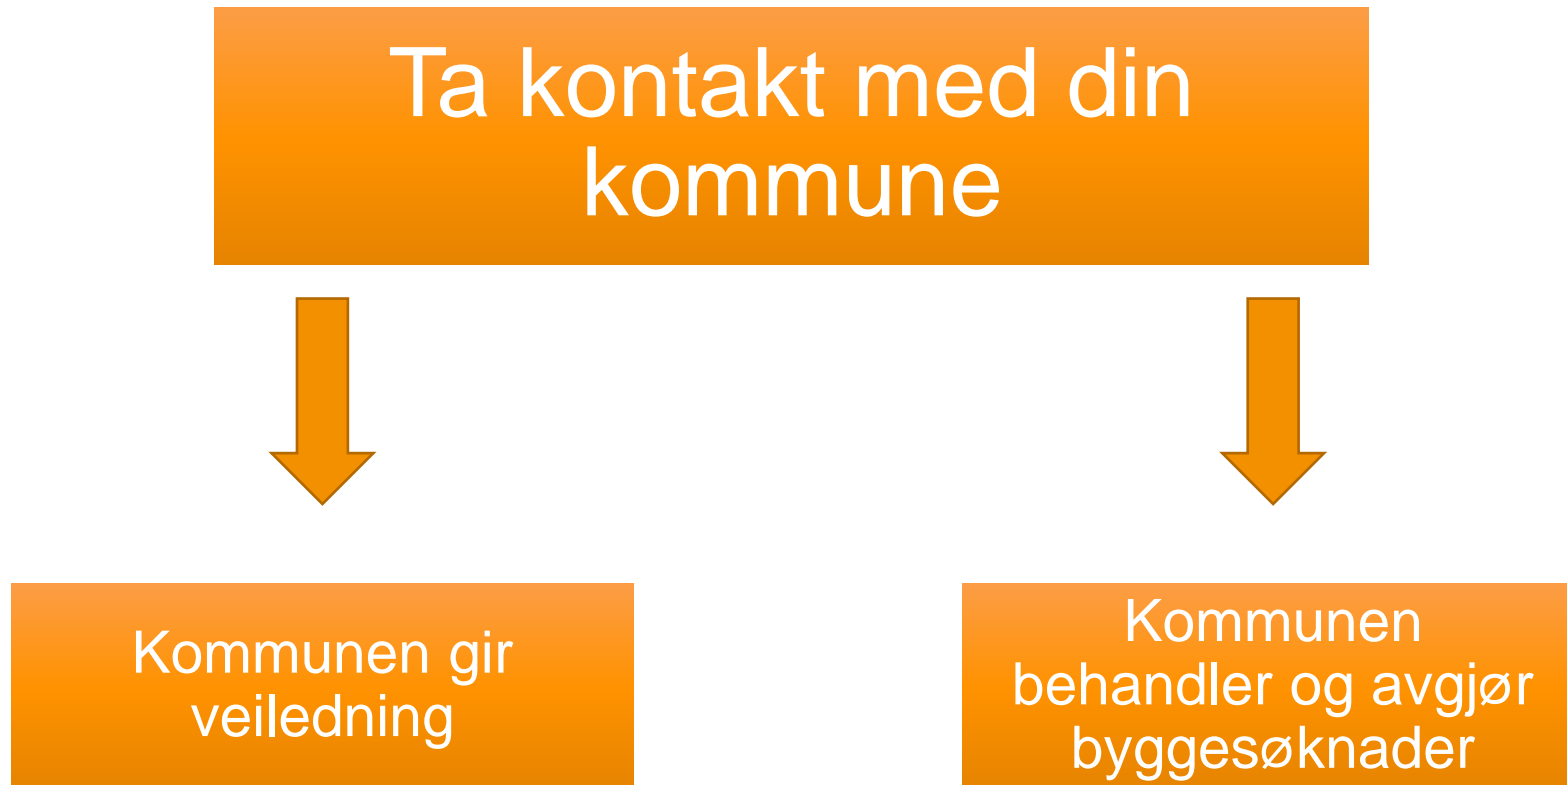 Ta kontakt med din
kommune
Kommunen gir
veiledning
Kommunen
behandler og avgjør
byggesøknader